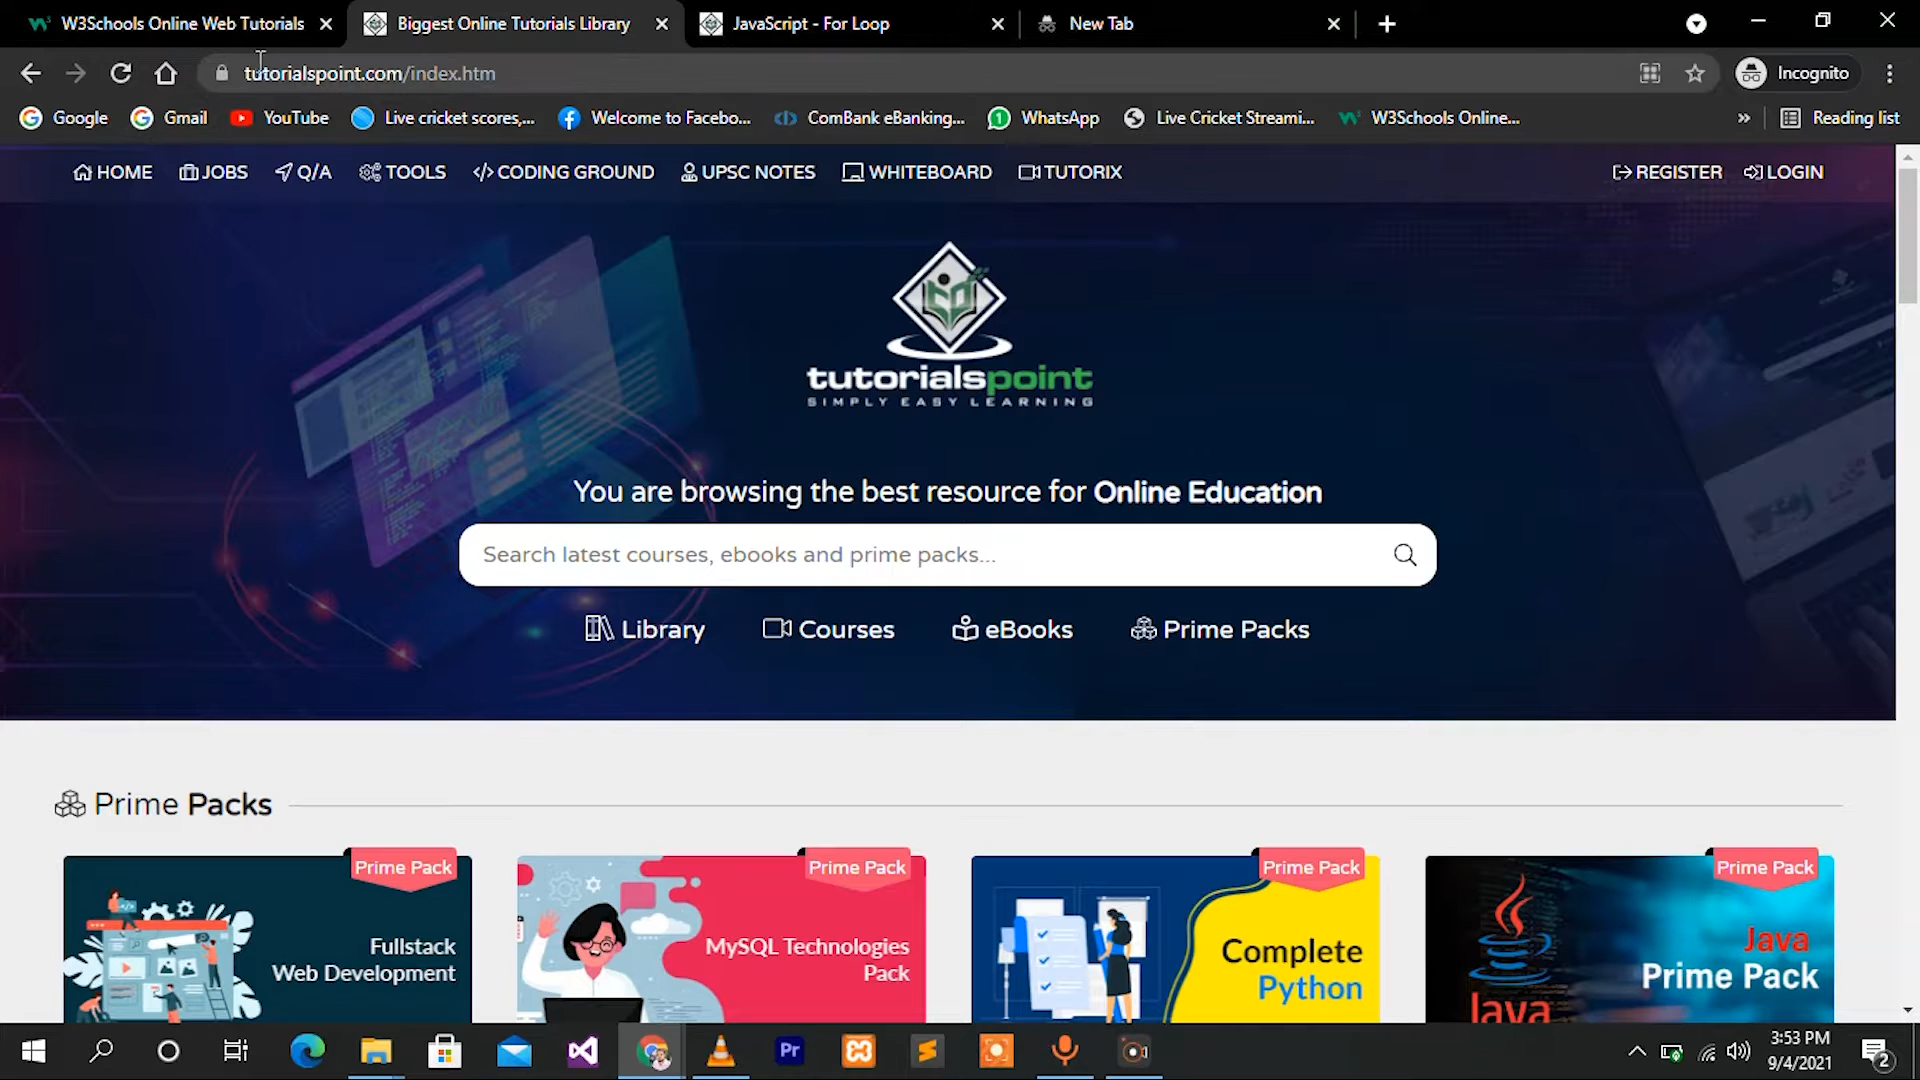 W3Schools Online Web Tutorials
Biggest Online Tutorials Library
JavaScript - For Loop
New Tab
tutorialspoint.com/index.htm
Incognito
Google
Gmail
YouTube
Live cricket scores,...
Welcome to Facebo...
ComBank eBanking...
WhatsApp
Live Cricket Streami...
W3Schools Online...
Reading list
HOME
JOBS
Q/A
TOOLS
CODING GROUND
UPSC NOTES
WHITEBOARD
TUTORIX
REGISTER
LOGIN
tutorialspoint
SIMPLY EASY LEARNING
You are browsing the best resource for Online Education
Search latest courses, ebooks and prime packs...
Library
Courses
eBooks
Prime Packs
Prime Packs
Prime Pack
Fullstack
Web Development
Prime Pack
MySQL Technologies
Pack
Prime Pack
Complete
Python
Prime Pack
Java
Prime Pack
Java
Pr
3:53 PM
9/4/2021
2